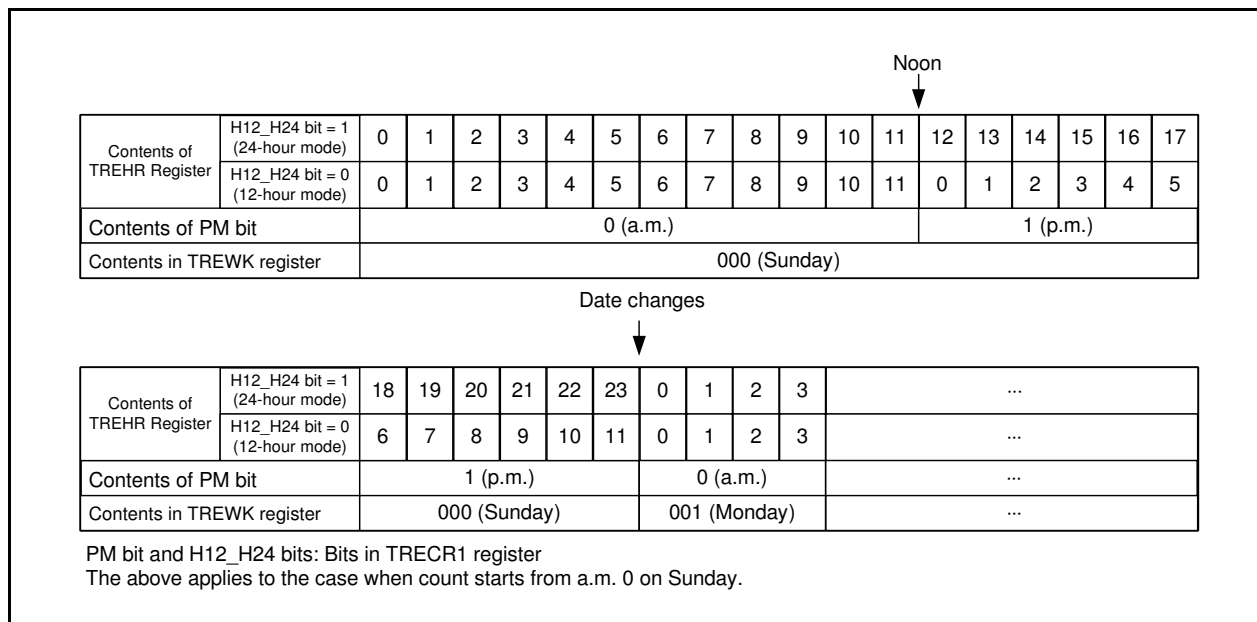 Noon
Contents of TREHR Register H12_H24 bit = 1 (24-hour mode) 0 1 2 3 4 5 6 7 8 9 10 11 12 13 14 15 16 17
H12_H24 bit = 0 (12-hour mode) 0 1 2 3 4 5 6 7 8 9 10 11 0 1 2 3 4 5
Contents of PM bit 0 (a.m.) 1 (p.m.)
Contents in TREWK register 000 (Sunday)
Date changes
Contents of TREHR Register H12_H24 bit = 1 (24-hour mode) 18 19 20 21 22 23 0 1 2 3 ...
H12_H24 bit = 0 (12-hour mode) 6 7 8 9 10 11 0 1 2 3 ...
Contents of PM bit 1 (p.m.) 0 (a.m.) ...
Contents in TREWK register 000 (Sunday) 001 (Monday) ...
PM bit and H12_H24 bits: Bits in TRECR1 register
The above applies to the case when count starts from a.m. 0 on Sunday.